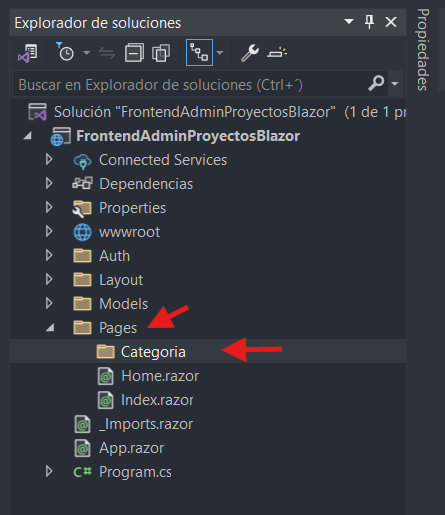 Explorador de soluciones
Buscar en Explorador de soluciones (Ctrl+´)
Solución "FrontendAdminProyectosBlazor" (1 de 1 pr
FrontendAdminProyectosBlazor
Connected Services
Dependencias
Properties
wwwroot
Auth
Layout
Models
Pages
Categoria
Home.razor
Index.razor
_Imports.razor
App.razor
C# Program.cs
Propiedades